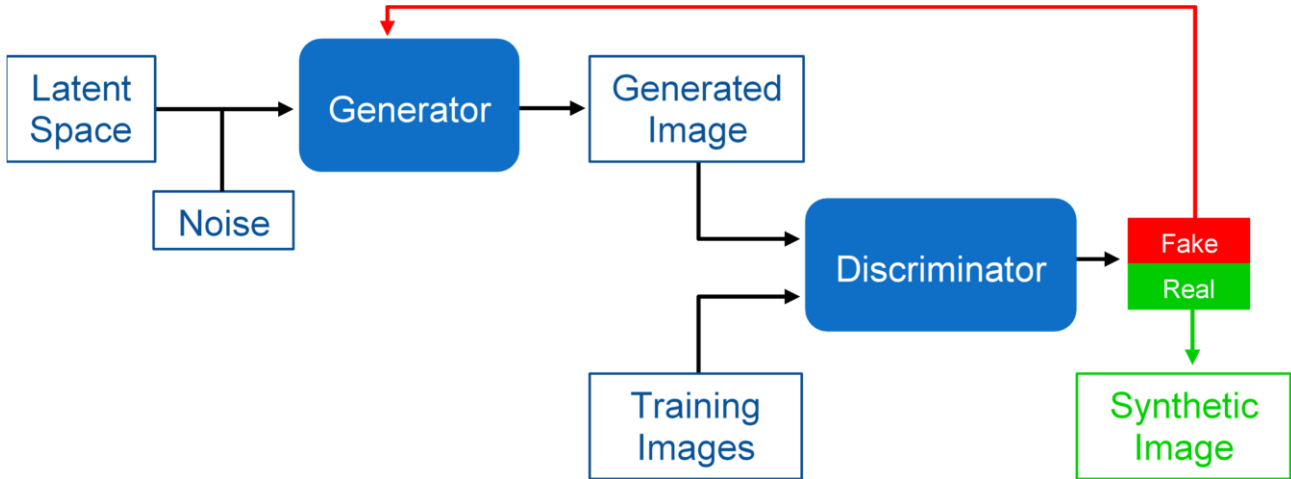 Latent
Space
Noise
Generator
Generated
Image
Discriminator
Training
Images
Fake
Real
Synthetic
Image